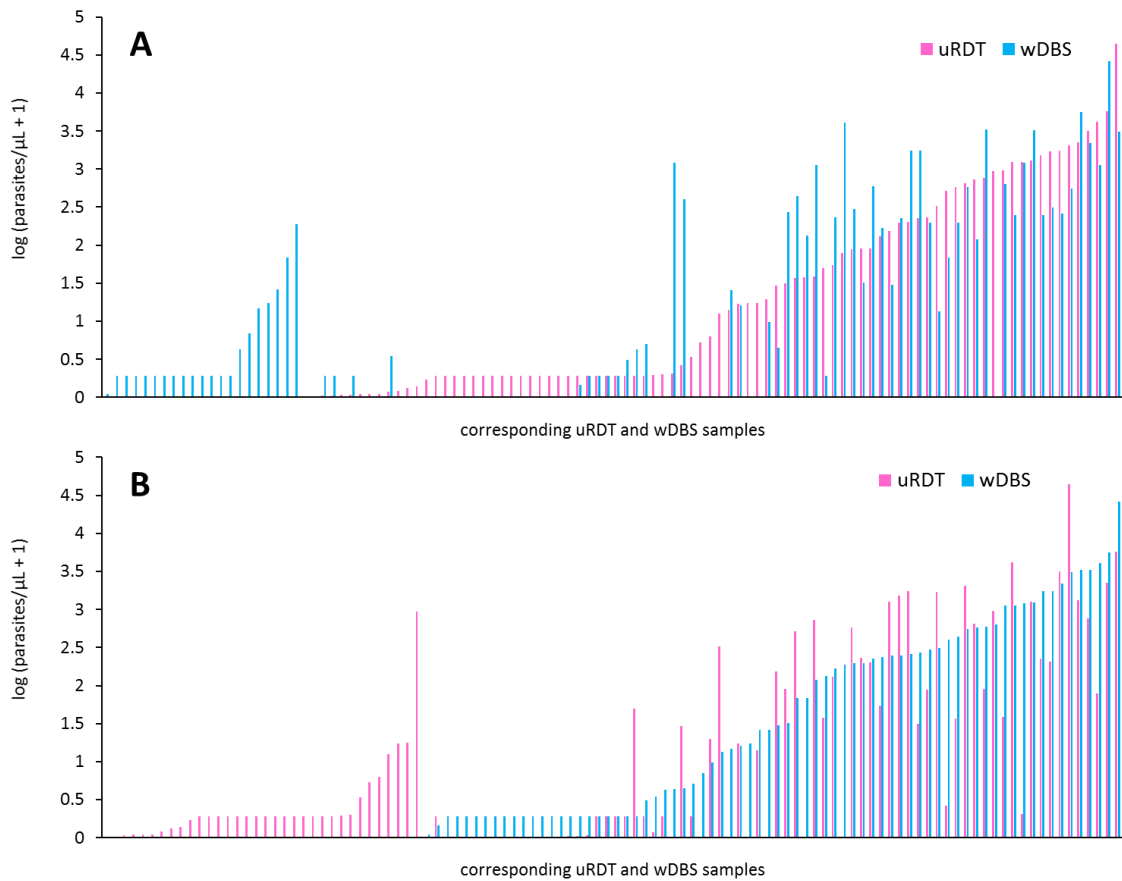 A
uRDT wDBS
log (parasites/µL + 1)
5
4.5
4
3.5
3
2.5
2
1.5
1
0.5
0
corresponding uRDT and wDBS samples
B
uRDT wDBS
log (parasites/µL + 1)
5
4.5
4
3.5
3
2.5
2
1.5
1
0.5
0
corresponding uRDT and wDBS samples